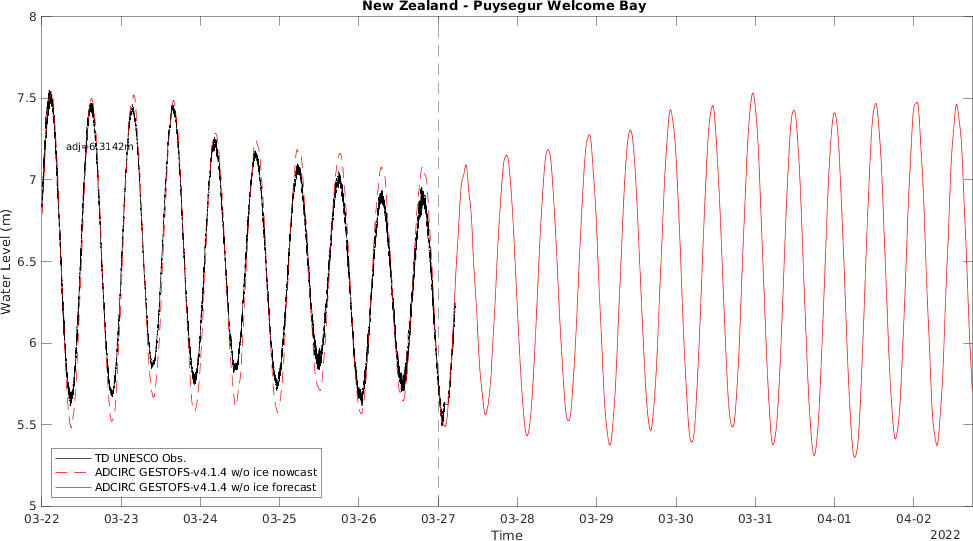 New Zealand - Puysegur Welcome Bay
8
7.5
7
6.5
6
5.5
5
Water Level (m)
adj=6.3142m
TD UNESCO Obs.
ADCIRC GESTOFS-v4.1.4 w/o ice nowcast
ADCIRC GESTOFS-v4.1.4 w/o ice forecast
03-22 03-23 03-24 03-25 03-26 03-27 03-28 03-29 03-30 03-31 04-01 04-02
Time
2022